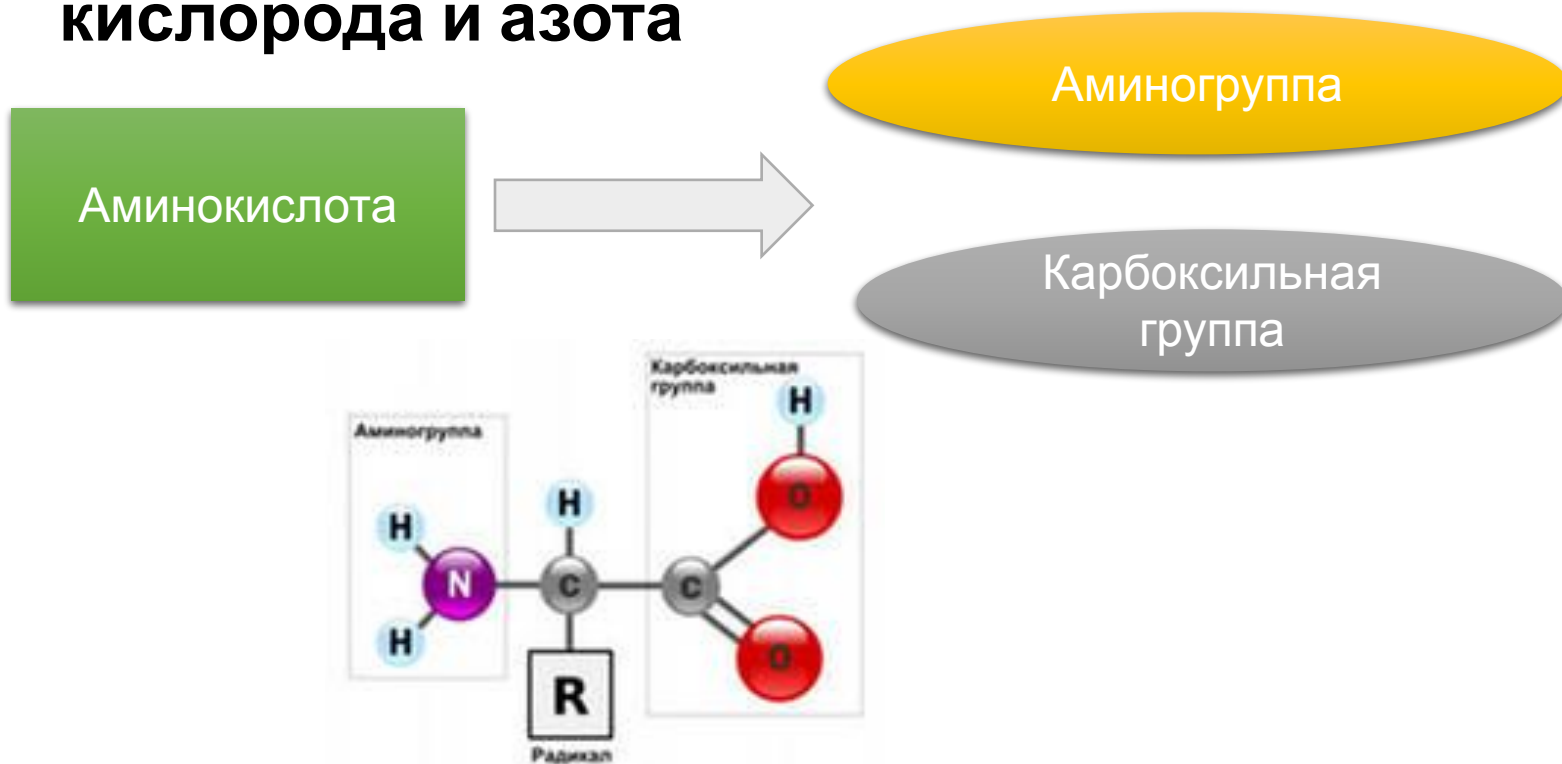 кислорода и азота
Аминогруппа
Аминокислота
Карбоксильная
группа
Карбоксильная
группа
H
Аминогруппа
O
H
H
N
C
C
H
O
R
Радикал